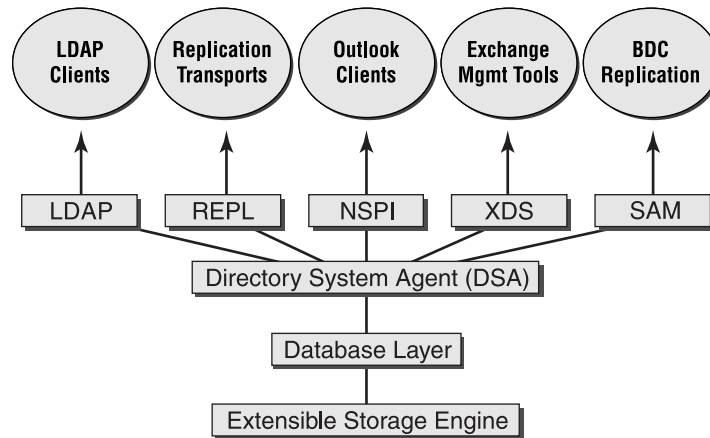 LDAP
Clients
Replication
Transports
Outlook
Clients
Exchange
Mgmt Tools
BDC
Replication
LDAP
REPL
NSPI
XDS
SAM
Directory System Agent (DSA)
Database Layer
Extensible Storage Engine